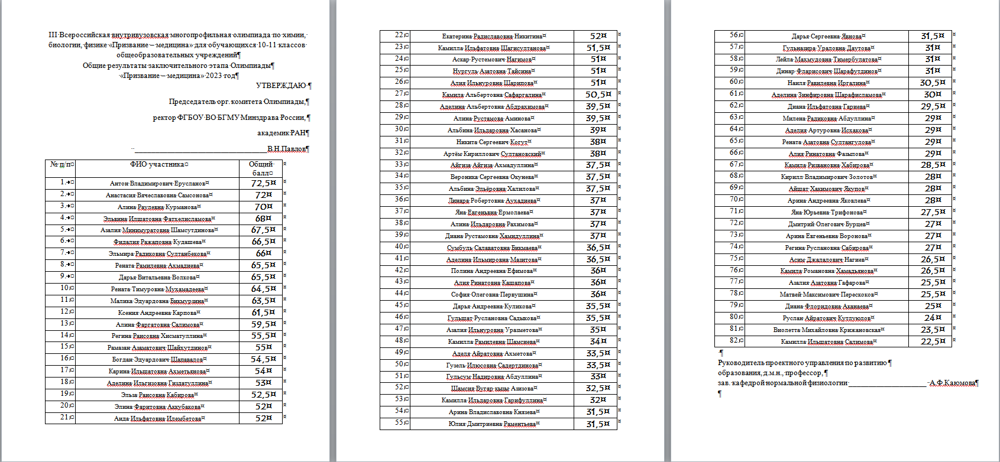 III Всероссийская внутривузовская многопрофильная олимпиада по химии,
биологии, физике «Призвание – медицина» для обучающихся 10-11 классов
общеобразовательных учреждений¶
Общие результаты заключительного этапа Олимпиады¶
«Призвание – медицина» 2023 год¶
УТВЕРЖДАЮ ¶
Председатель орг. комитета Олимпиады,¶
ректор ФГБОУ ВО БГМУ Минздрава России, ¶
академик РАН¶
В.Н.Павлов¶
№ п/п ФИО участника Общий балл
1. Антон Владимирович Ерусланов 72,5
2. Анастасия Вячеславовна Самсонова 72
3. Алина Раулевна Курманова 70
4. Эльвина Илшатовна Фатхелисламова 68
5. Азалия Минимуратовна Шамсутдинова 67,5
6. Фидалия Ражаповна Кудашева 66,5
7. Эльмира Радиковна Султанбекова 66
8. Рената Рамилевна Ахмадиева 65,5
9. Дарья Витальевна Волкова 65,5
10. Рената Тимуровна Мухамадеева 64,5
11. Малика Эдуардовна Бикмурзина 63,5
12. Ксения Андреевна Карпова 61,5
13. Алина Фаргатовна Салимова 59,5
14. Регина Раисовна Хисматуллина 55,5
15. Рамазан Азаматович Шайхутдинов 55
16. Богдан Эдуардович Шаповалов 54,5
17. Карина Ильшатовна Ахметьянова 54
18. Аделина Ильгизовна Гиздатуллина 53
19. Эльза Раисовна Кабирова 52,5
20. Элина Фаритовна Аккубакова 52
21. Аида Ильфатовна Илембетова 52
22. Екатерина Радиславовна Никитина 52
23. Камилла Ильфатовна Шагисултанова 51,5
24. Аскар Рустемович Нагимов 51
25. Нургуль Азатовна Тайсина 51
26. Алия Ильнуровна Шарипова 51
27. Камила Альбертовна Сафаргалина 50,5
28. Аделина Альбертовна Абдрахимова 39,5
29. Алина Рустамова Аминова 39,5
30. Альбина Ильдаровна Хасанова 39
31. Никита Сергеевич Когут 38
32. Артём Кириллович Султановский 38
33. Айгиза Айгиза Ахмадуллина 37,5
34. Вероника Сергеевна Окунева 37,5
35. Альбина Эльёровна Халилова 37,5
36. Динара Робертовна Аухадиева 37
37. Яна Евгеньвна Ермолаева 37
38. Алина Ильдаровна Рахимова 37
39. Диана Рустамовна Хамидуллина 37
40. Сумбуль Салаватовна Бикмаева 36,5
41. Аделина Ильмировна Мазитова 36,5
42. Полина Андреевна Ефимова 36
43. Алия Ринатовна Кашапова 36
44. София Олеговна Первушина 36
45. Дарья Андреевна Куликова 35,5
46. Гульшат Руслановна Садыкова 35,5
47. Азалия Ильнуровна Уразметова 35
48. Камилла Рамилевна Шамсиева 34
49. Аделя Айратовна Ахметова 33,5
50. Гузель Илюсовна Садертдинова 33,5
51. Гульсум Надировна Абдуллина 33
52. Шамсия Вугар кызы Азизова 32,5
53. Камилла Ильдаровна Гарифуллина 32
54. Арина Владиславовна Князева 31,5
55. Юлия Дмитриевна Раментьева 31,5
56. Дарья Сергеевна Явнова 31,5
57. Гульназира Ураловна Даутова 31
58. Лейла Махмудовна Тимербулатова 31
59. Динар Фларисович Шарафутдинов 31
60. Наиля Равилевна Иргалина 30,5
61. Аделина Зинфировна Шарафисламова 30
62. Диана Ильфатовна Гариева 29,5
63. Милена Радиковна Абдуллина 29
64. Аделия Артуровна Исхакова 29
65. Рената Азатовна Султангулова 29
66. Алия Ринатовна Фазылова 29
67. Камила Ризвановна Хабирова 28,5
68. Кирилл Владимирович Золотов 28
69. Айшат Хакимович Якупов 28
70. Арина Андреевна Яковлева 28
71. Яна Юрьевна Трифонова 27,5
72. Дмитрий Олегович Бурцев 27
73. Арина Евгеньевна Воронова 27
74. Регина Руслановна Сабирова 27
75. Асим Джалалович Нагиев 26,5
76. Камила Романовна Хамадьянова 26,5
77. Азалия Азатовна Гафарова 25,5
78. Матвей Максимович Перескоков 25,5
79. Диана Флоридовна Аканаева 25
80. Руслан Айратович Кутлуюлов 24
81. Виолетта Михайловна Крижановская 23,5
82. Камилла Ильшатовна Салимова 22,5
Руководитель проектного управления по развитию ¶
образования, д.м.н., профессор, ¶
зав. кафедрой нормальной физиологии ____________________ А.Ф.Каюмова¶